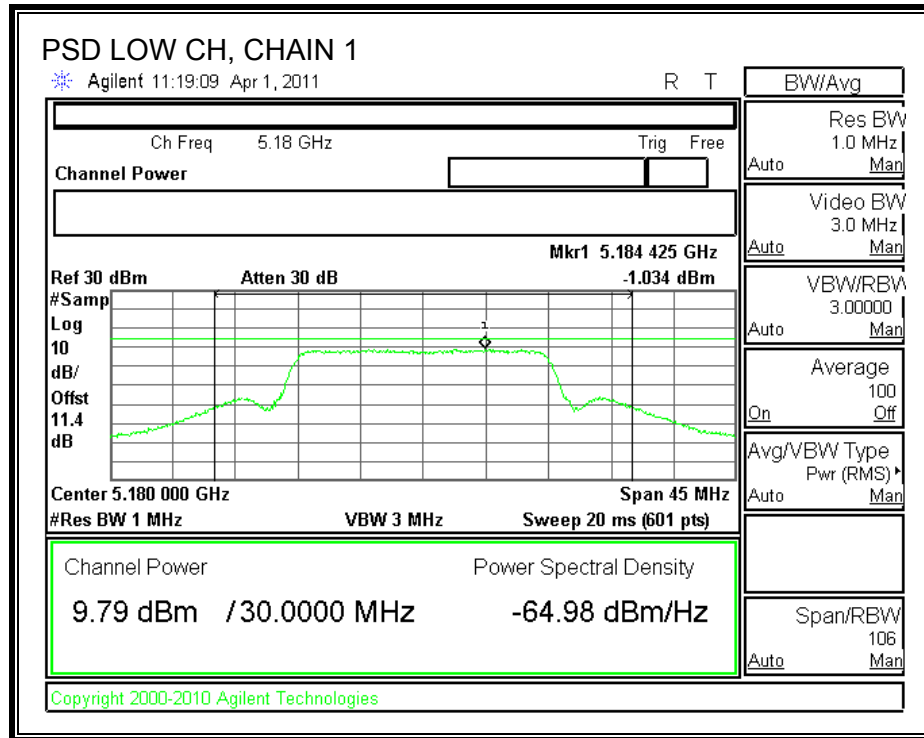 PSD LOW CH, CHAIN 1
Agilent 11:19:09 Apr 1, 2011 R T
Ch Freq 5.18 GHz Trig Free
Channel Power
Mkr1 5.184 425 GHz
Ref 30 dBm Atten 30 dB -1.034 dBm
#Samp
Log
10
dB/
Offst
11.4
dB
1
Center 5.180 000 GHz Span 45 MHz
#Res BW 1 MHz VBW 3 MHz Sweep 20 ms (601 pts)
Channel Power Power Spectral Density
9.79 dBm / 30.0000 MHz -64.98 dBm/Hz
Copyright 2000-2010 Agilent Technologies
BW/Avg
Res BW
1.0 MHz
Auto Man
Video BW
3.0 MHz
Auto Man
VBW/RBW
3.00000
Auto Man
Average
100
On Off
Avg/VBW Type
Pwr (RMS)
Auto Man
Span/RBW
106
Auto Man